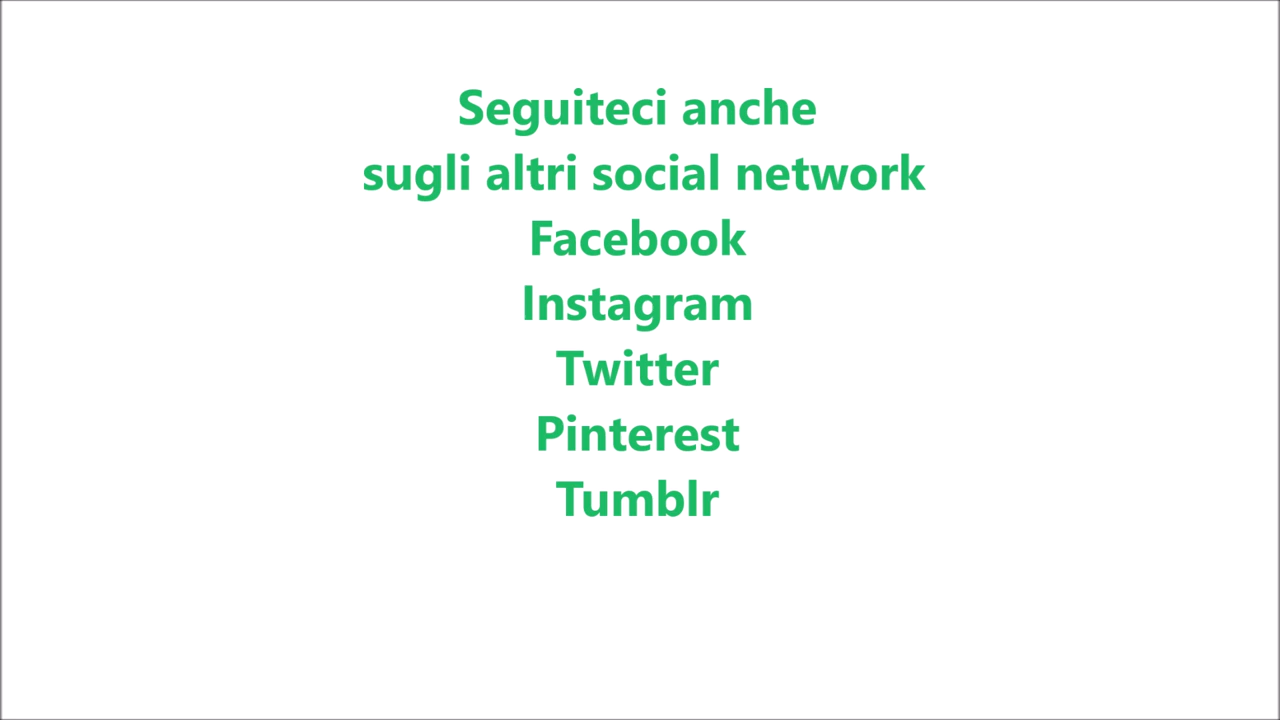 Seguiteci anche
sugli altri social network
Facebook
Instagram
Twitter
Pinterest
Tumblr